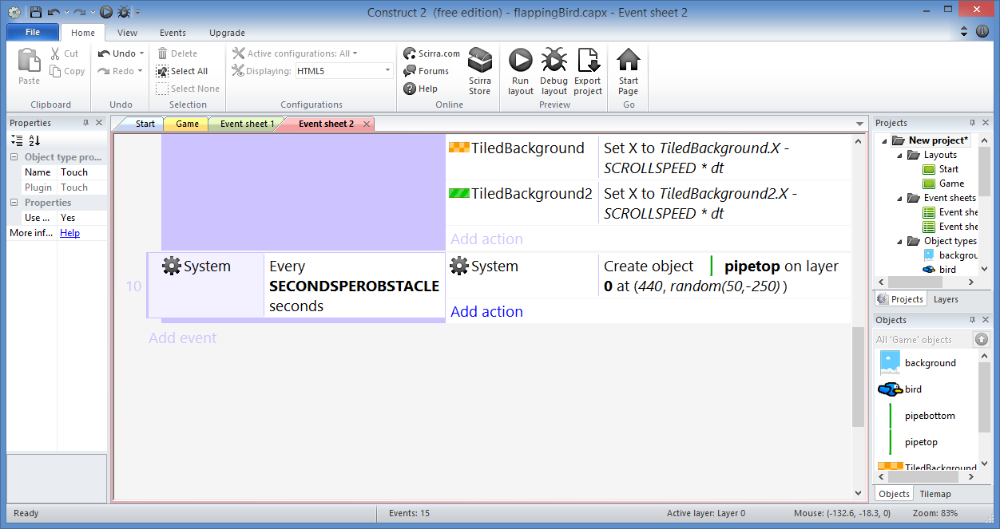 Construct 2 (free edition) - flappingBird.capx - Event sheet 2
File Home View Events Upgrade
Paste
Cut
Copy
Clipboard
Undo
Redo
Undo
Delete
Select All
Select None
Selection
Active configurations: All
Displaying: HTML5
Configurations
Scirra.com
Forums
Help
Scirra
Store
Online
Run
layout
Debug
layout
Export
project
Preview
Start
Page
Go
Properties
Object type pro...
Name Touch
Plugin Touch
Properties
Use ... Yes
More inf... Help
Start Game Event sheet 1 Event sheet 2
TiledBackground Set X to TiledBackground.X -
SCROLLSPEED * dt
TiledBackground2 Set X to TiledBackground2.X -
SCROLLSPEED * dt
Add action
10
System Every
SECONDSPEROBSTACLE
seconds
System Create object pipetop on layer
0 at (440, random(50,-250) )
Add action
Add event
Projects
New project*
Layouts
Start
Game
Event sheets
Event she
Event she
Object types
backgrou
bird
Projects Layers
Objects
All 'Game' objects
background
bird
pipebottom
pipetop
TiledBackground
Objects Tilemap
Ready Events: 15 Active layer: Layer 0 Mouse: (-132.6, -18.3, 0) Zoom: 83%